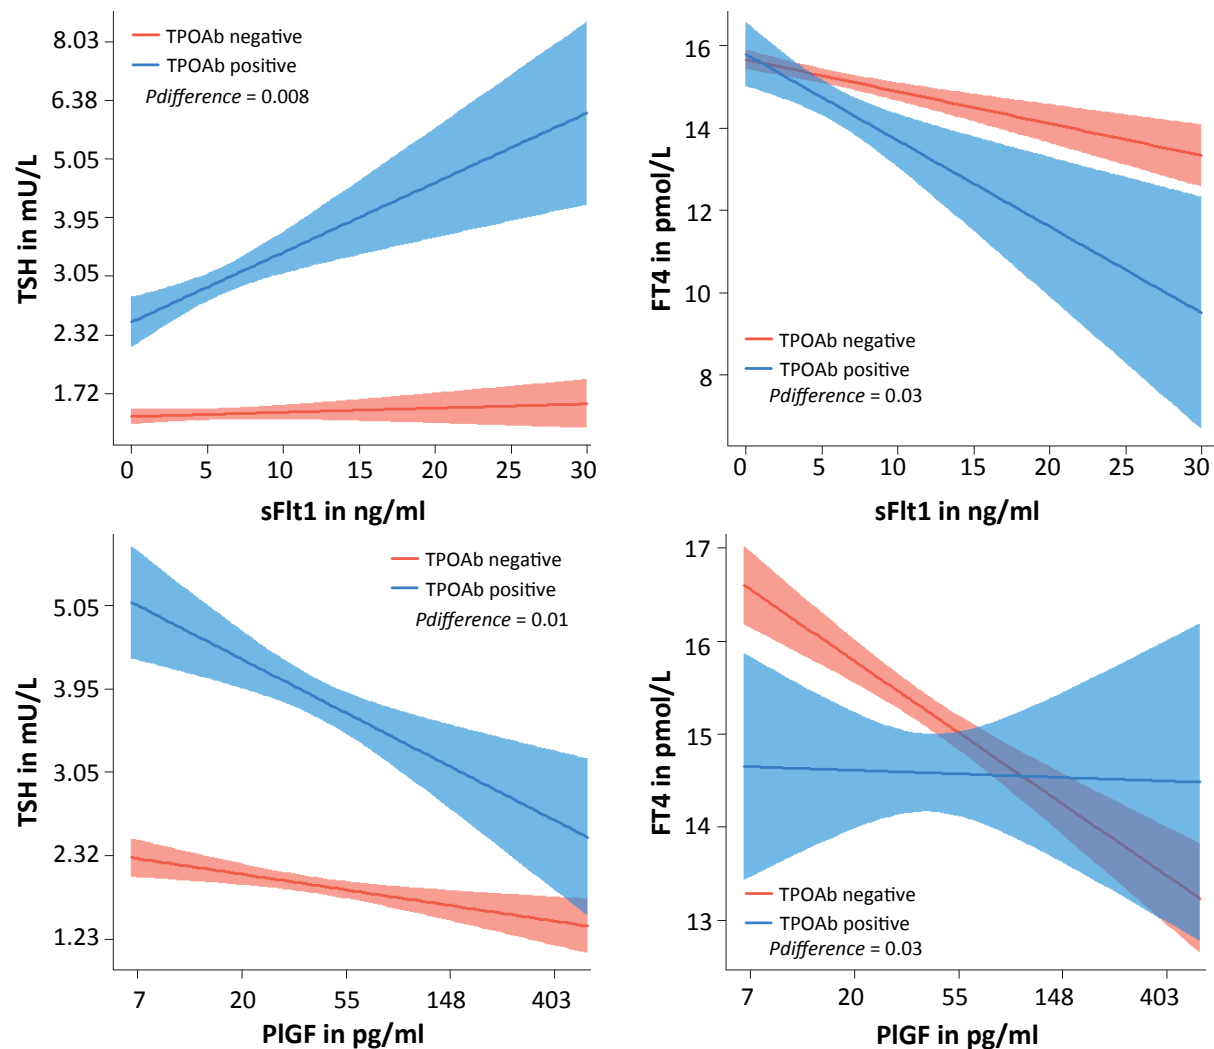 TPOAb negative
TPOAb positive
Pdifference = 0.008
8.03
6.38
5.05
3.95
3.05
2.32
1.72
TSH in mU/L
0 5 10 15 20 25 30
sFlt1 in ng/ml
16
14
12
10
8
FT4 in pmol/L
TPOAb negative
TPOAb positive
Pdifference = 0.03
0 5 10 15 20 25 30
sFlt1 in ng/ml
TPOAb negative
TPOAb positive
Pdifference = 0.01
5.05
3.95
3.05
2.32
1.23
TSH in mU/L
7 20 55 148 403
PlGF in pg/ml
17
16
15
14
13
FT4 in pmol/L
TPOAb negative
TPOAb positive
Pdifference = 0.03
7 20 55 148 403
PlGF in pg/ml